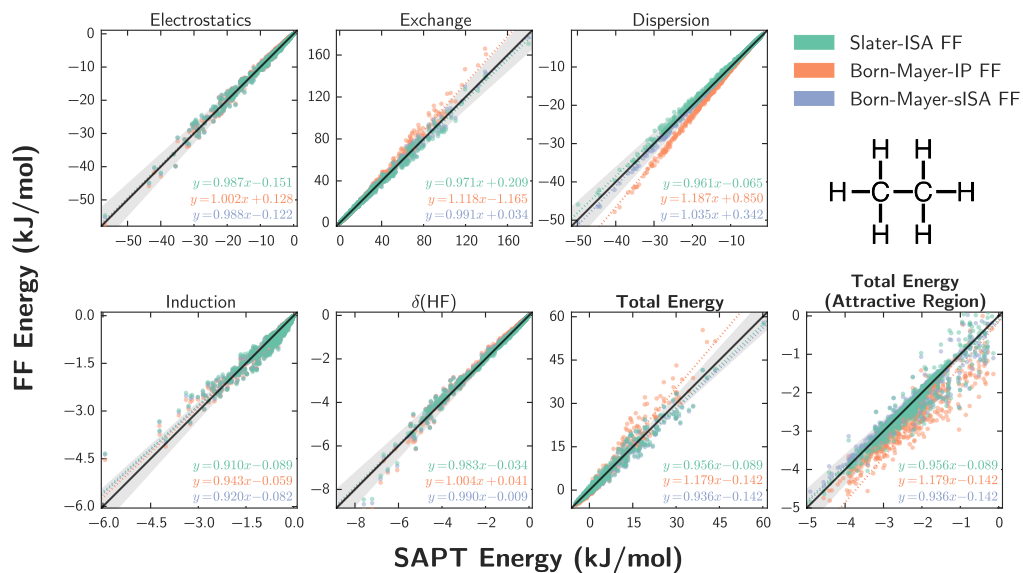 Electrostatics
0
−10
−20
−30
−40
−50
−50 −40 −30 −20 −10 0
y=0.987x−0.151
y=1.002x+0.128
y=0.988x−0.122
Exchange
160
120
80
40
0
0 40 80 120 160
y=0.971x+0.209
y=1.118x−1.165
y=0.991x+0.034
Dispersion
−10
−20
−30
−40
−50
−50 −40 −30 −20 −10
y=0.961x−0.065
y=1.187x+0.850
y=1.035x+0.342
Slater-ISA FF
Born-Mayer-IP FF
Born-Mayer-sISA FF
H H
H C C H
H H
FF Energy (kJ/mol)
Induction
0.0
−1.5
−3.0
−4.5
−6.0
−6.0 −4.5 −3.0 −1.5 0.0
y=0.910x−0.089
y=0.943x−0.059
y=0.920x−0.082
δ(HF)
0
−2
−4
−6
−8
−8 −6 −4 −2 0
y=0.983x−0.034
y=1.004x+0.041
y=0.990x−0.009
Total Energy
60
45
30
15
0
0 15 30 45 60
y=0.956x−0.089
y=1.179x−0.142
y=0.936x−0.142
Total Energy
(Attractive Region)
0
−1
−2
−3
−4
−5
−5 −4 −3 −2 −1 0
y=0.956x−0.089
y=1.179x−0.142
y=0.936x−0.142
SAPT Energy (kJ/mol)